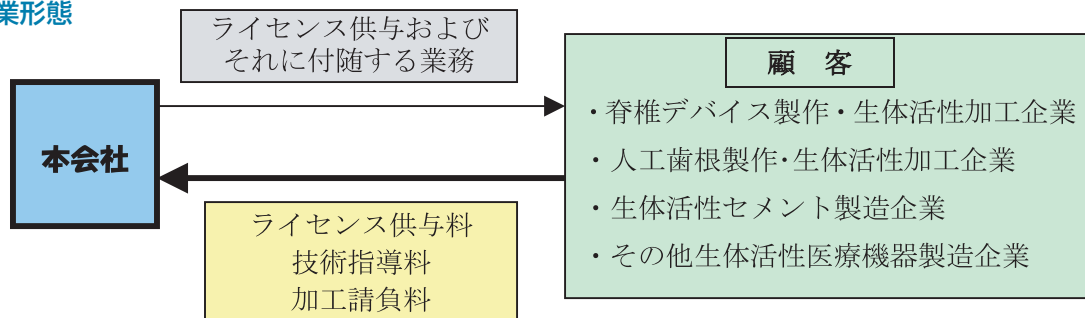 業形態
ライセンス供与および
それに付随する業務
本会社
ライセンス供与料
技術指導料
加工請負料
顧 客
・脊椎デバイス製作・生体活性加工企業
・人工歯根製作・生体活性加工企業
・生体活性セメント製造企業
・その他生体活性医療機器製造企業